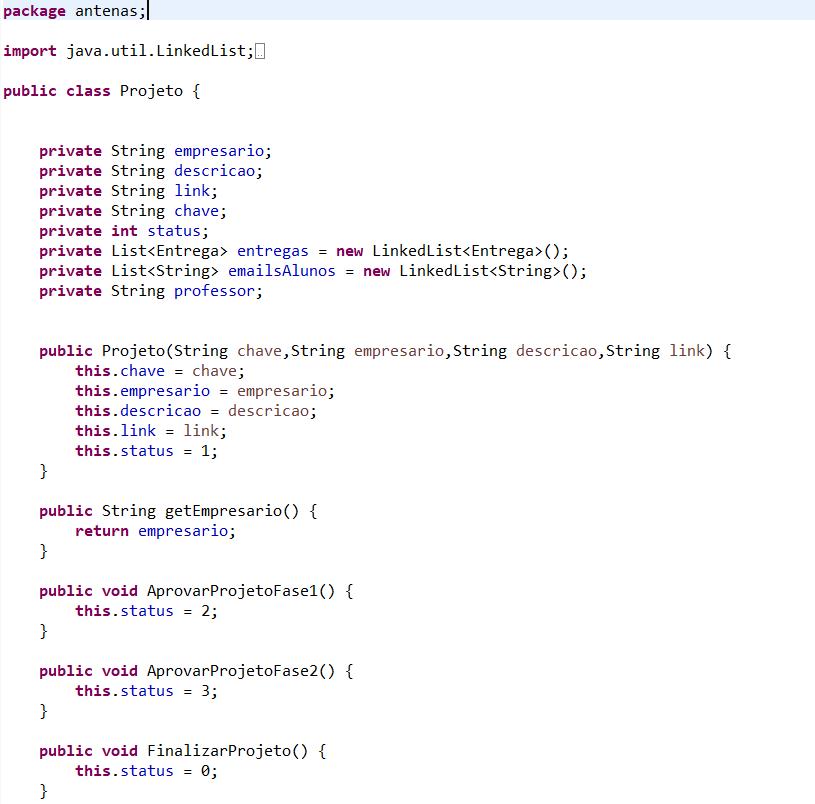 package antenas;
import java.util.LinkedList;
public class Projeto {
private String empresario;
private String descricao;
private String link;
private String chave;
private int status;
private List<Entrega> entregas = new LinkedList<Entrega>();
private List<String> emailsAlunos = new LinkedList<String>();
private String professor;
public Projeto(String chave,String empresario,String descricao,String link) {
this.chave = chave;
this.empresario = empresario;
this.descricao = descricao;
this.link = link;
this.status = 1;
}
public String getEmpresario() {
return empresario;
}
public void AprovarProjetoFase1() {
this.status = 2;
}
public void AprovarProjetoFase2() {
this.status = 3;
}
public void FinalizarProjeto() {
this.status = 0;
}